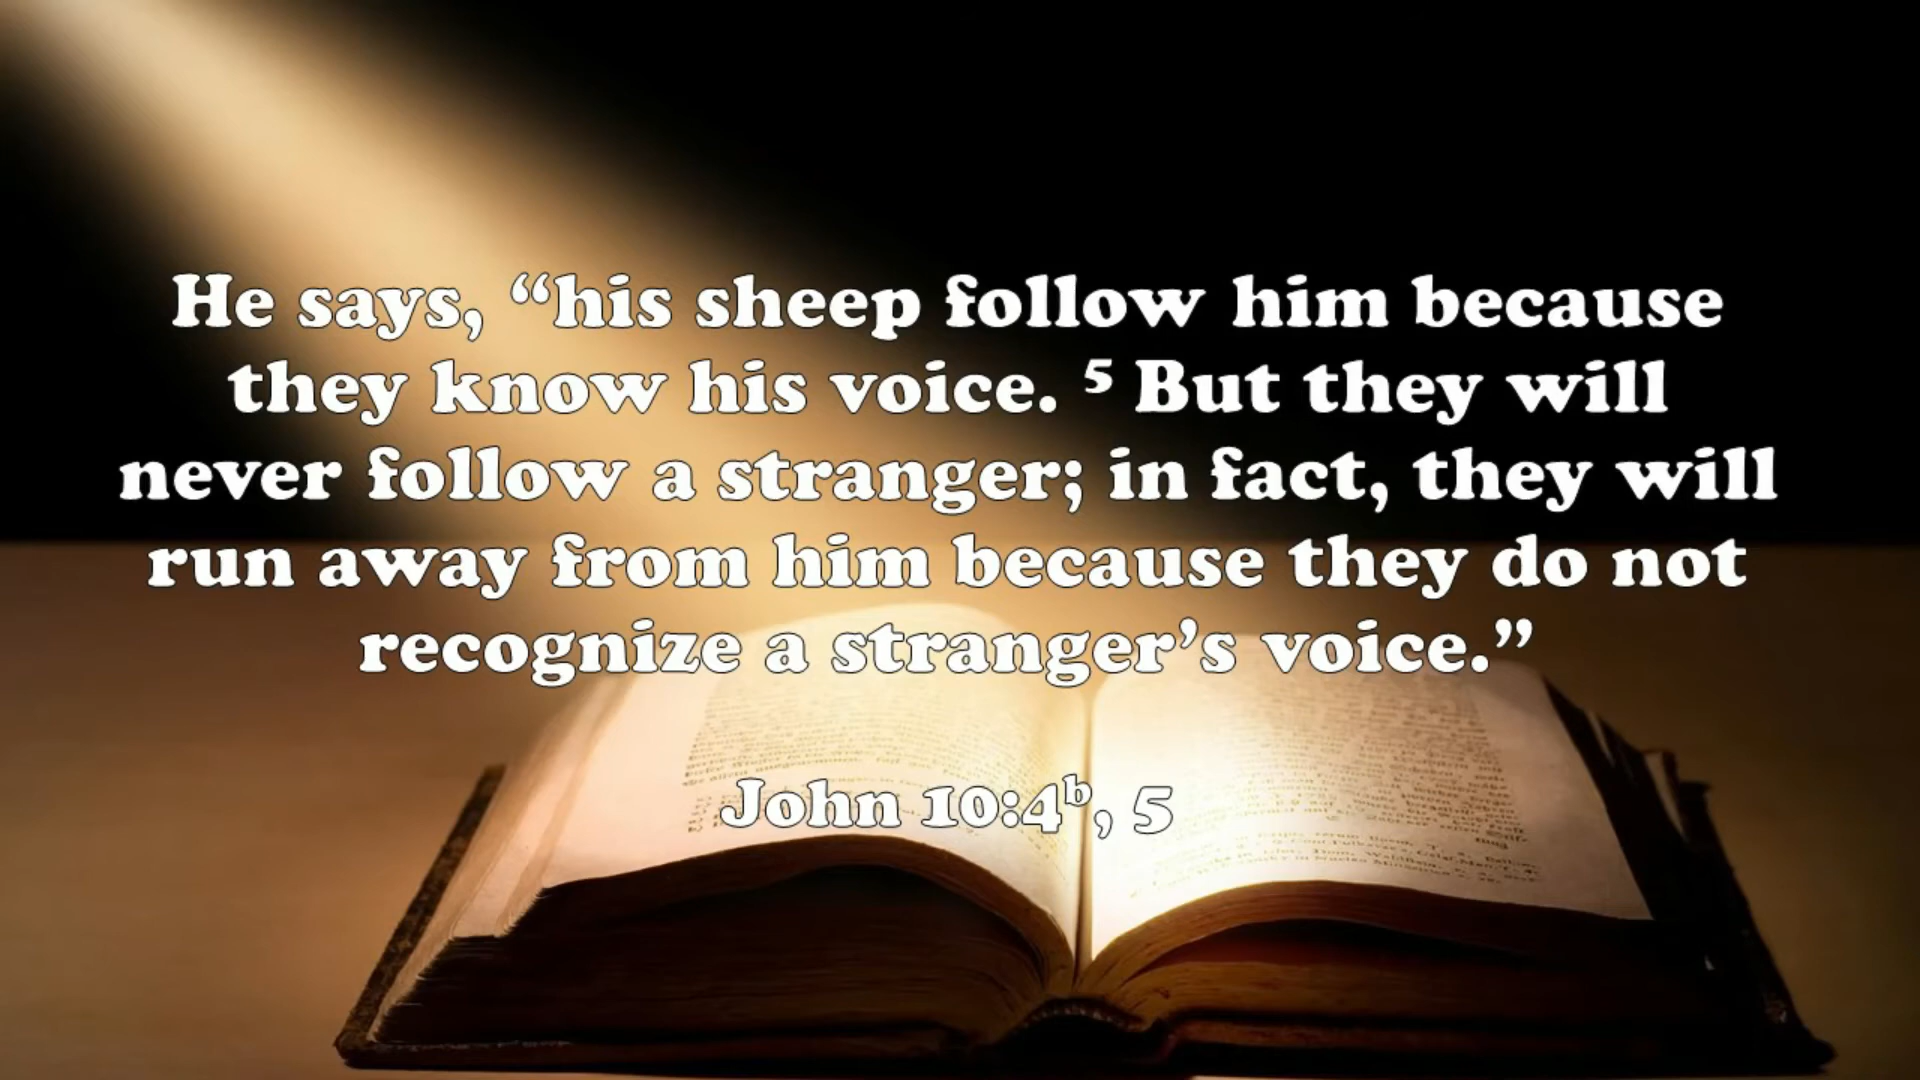 He says, “his sheep follow him because
they know his voice. ⁵ But they will
never follow a stranger; in fact, they will
run away from him because they do not
recognize a stranger’s voice.”
John 10:4ᵇ, 5